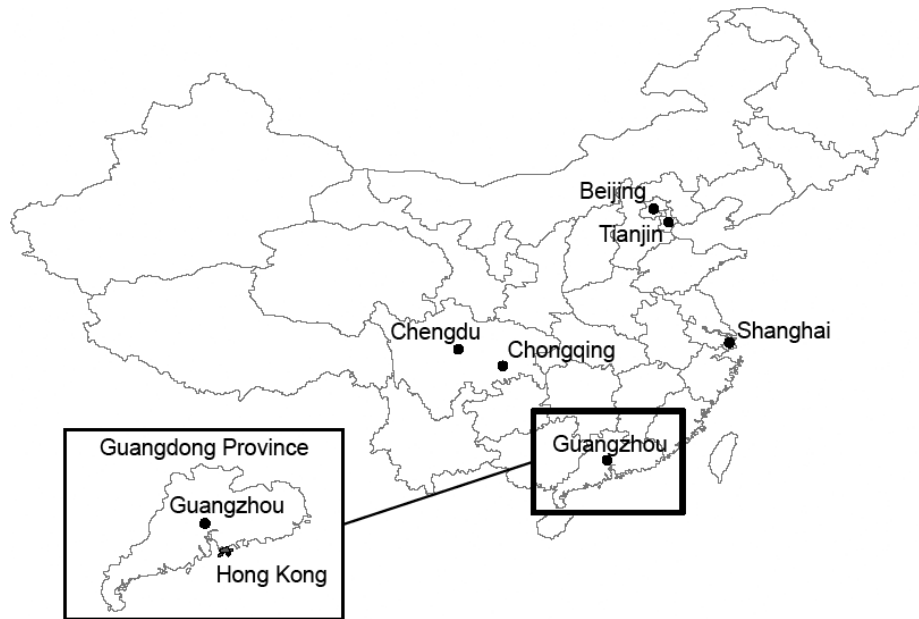 Beijing
Tianjin
Chengdu
Shanghai
Chongqing
Guangzhou
Guangdong Province
Guangzhou
Hong Kong